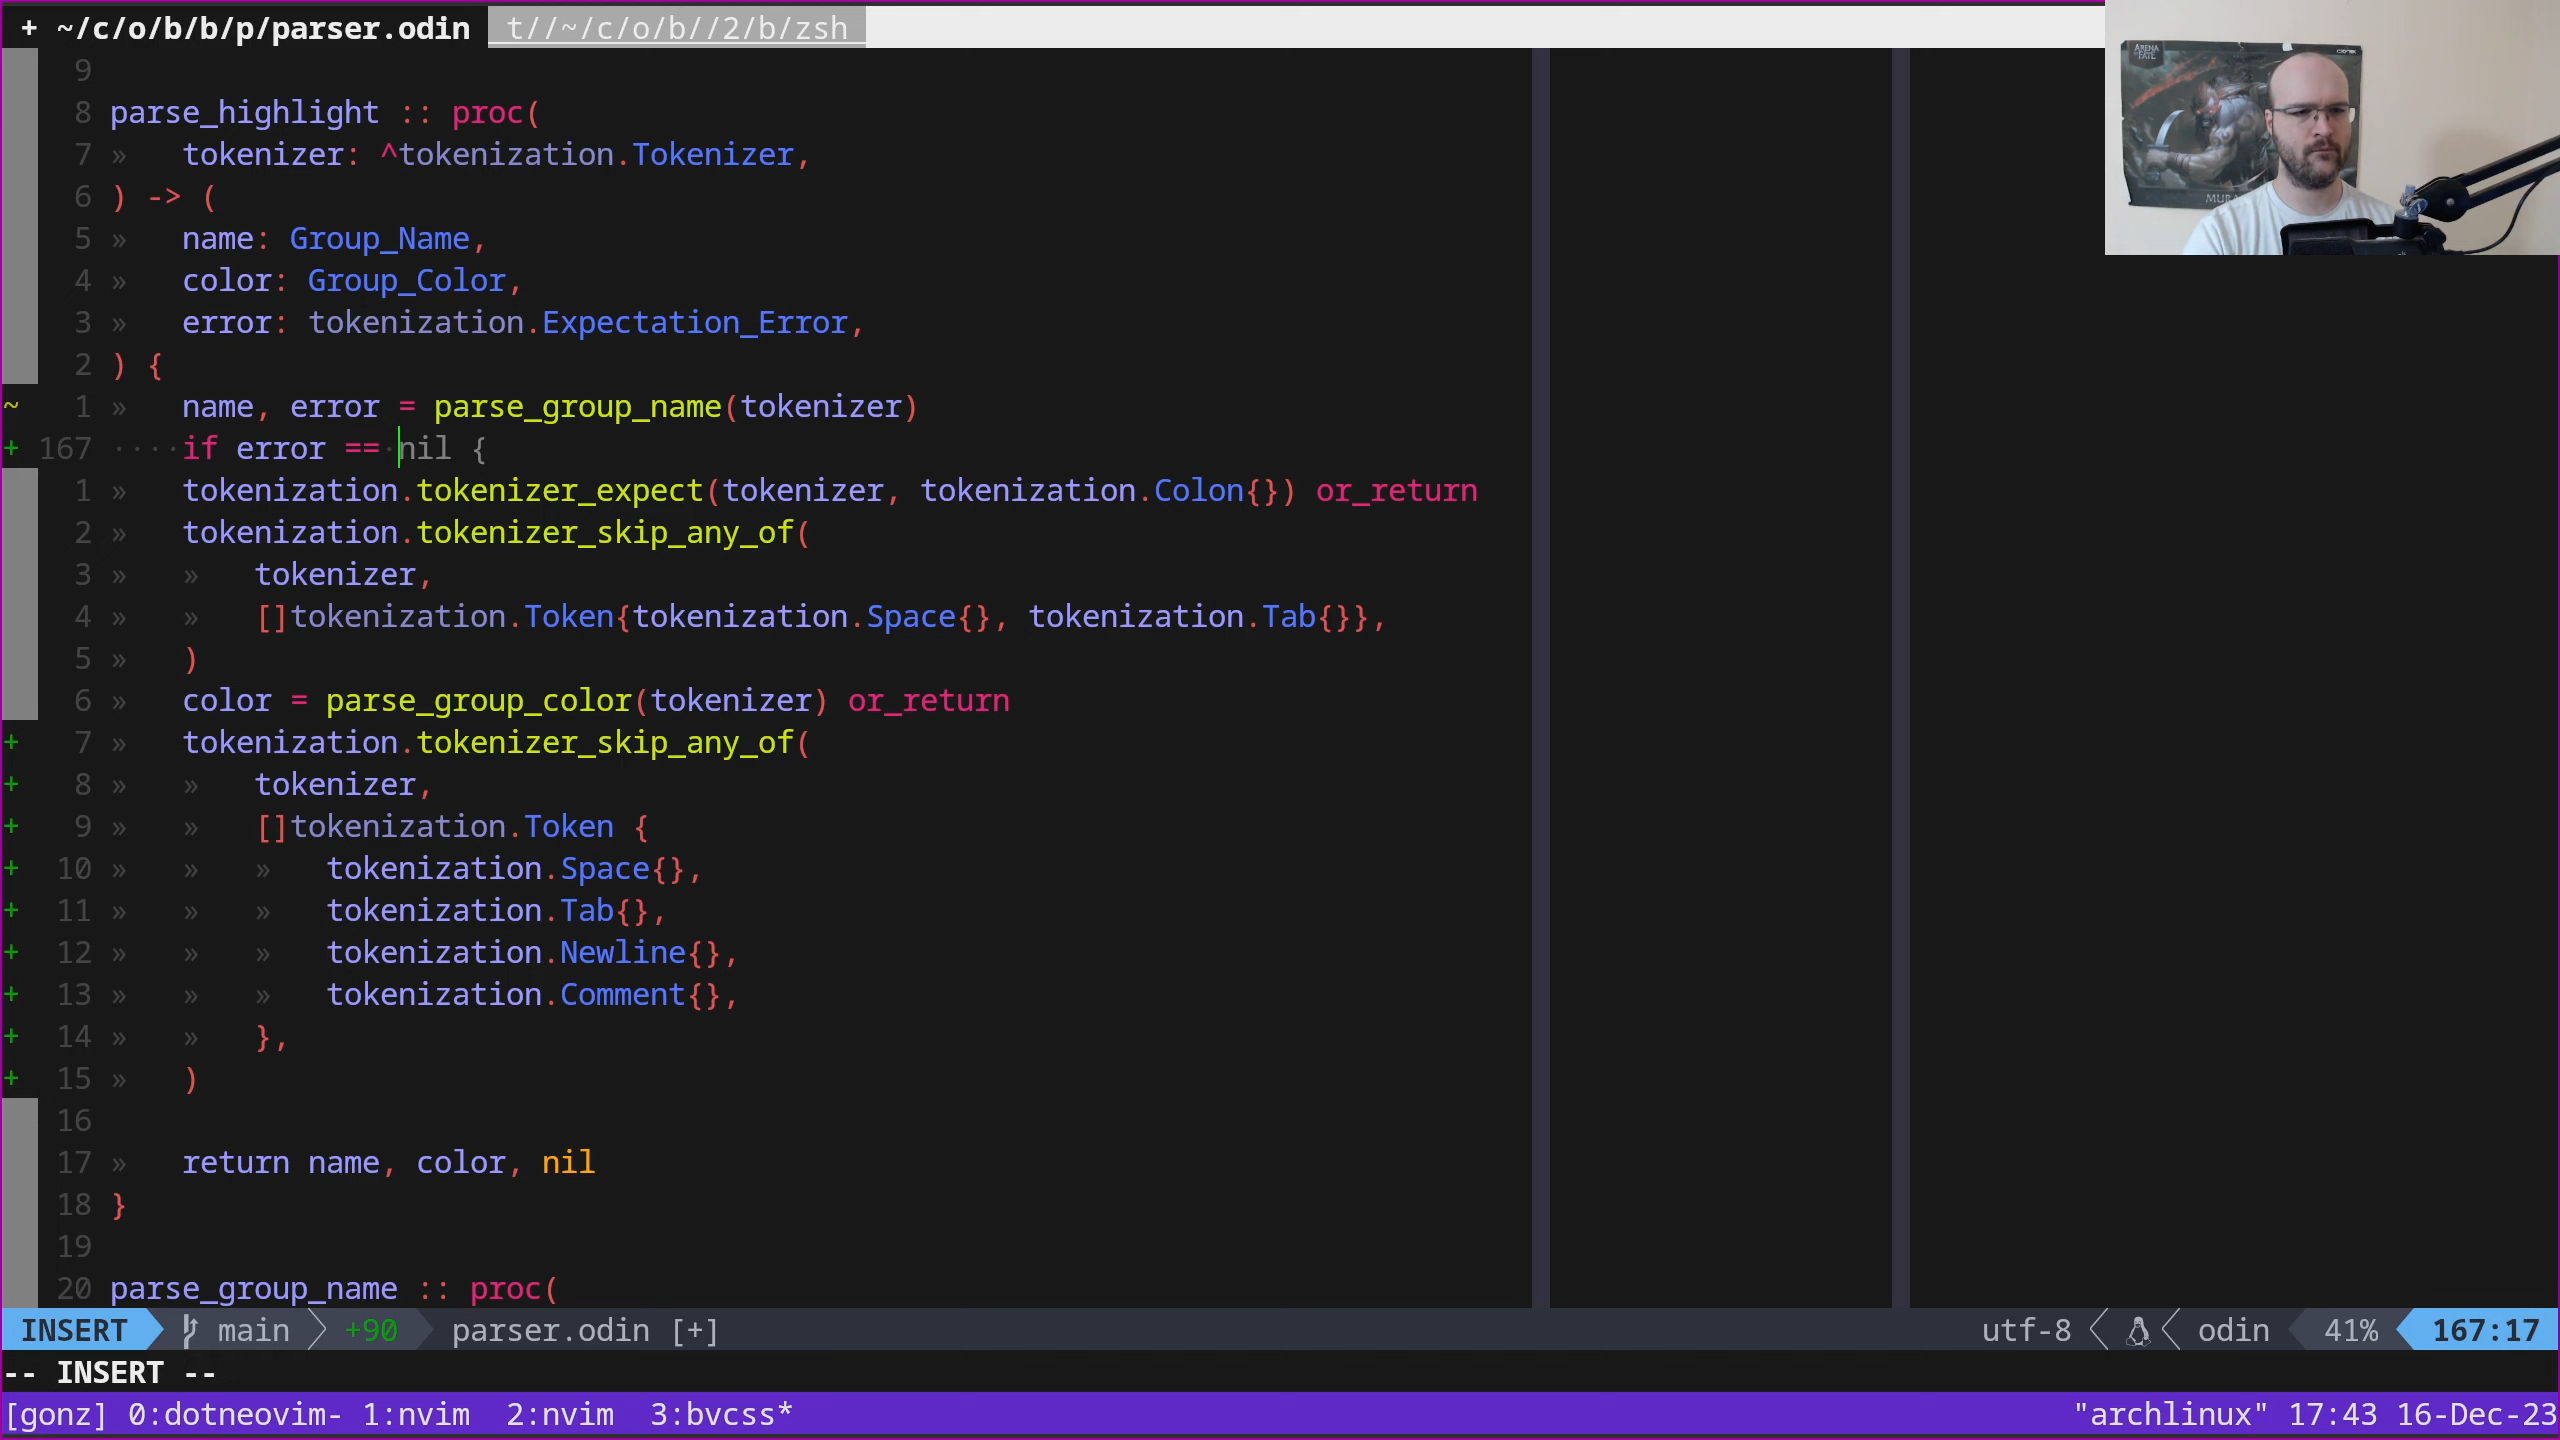 + ~/c/o/b/b/p/parser.odin t//~/c/o/b//2/b/zsh
9
8 parse_highlight :: proc(
7 » tokenizer: ^tokenization.Tokenizer,
6 ) -> (
5 » name: Group_Name,
4 » color: Group_Color,
3 » error: tokenization.Expectation_Error,
2 ) {
~ 1 » name, error = parse_group_name(tokenizer)
+ 167 ····if error ==·nil {
1 » tokenization.tokenizer_expect(tokenizer, tokenization.Colon{}) or_return
2 » tokenization.tokenizer_skip_any_of(
3 » » tokenizer,
4 » » []tokenization.Token{tokenization.Space{}, tokenization.Tab{}},
5 » )
6 » color = parse_group_color(tokenizer) or_return
+ 7 » tokenization.tokenizer_skip_any_of(
+ 8 » » tokenizer,
+ 9 » » []tokenization.Token {
+ 10 » » » tokenization.Space{},
+ 11 » » » tokenization.Tab{},
+ 12 » » » tokenization.Newline{},
+ 13 » » » tokenization.Comment{},
+ 14 » » },
+ 15 » )
16
17 » return name, color, nil
18 }
19
20 parse_group_name :: proc(
INSERT main +90 parser.odin [+] utf-8 odin 41% 167:17
-- INSERT --
[gonz] 0:dotneovim- 1:nvim 2:nvim 3:bvcss* "archlinux" 17:43 16-Dec-23
ARENA
FATE